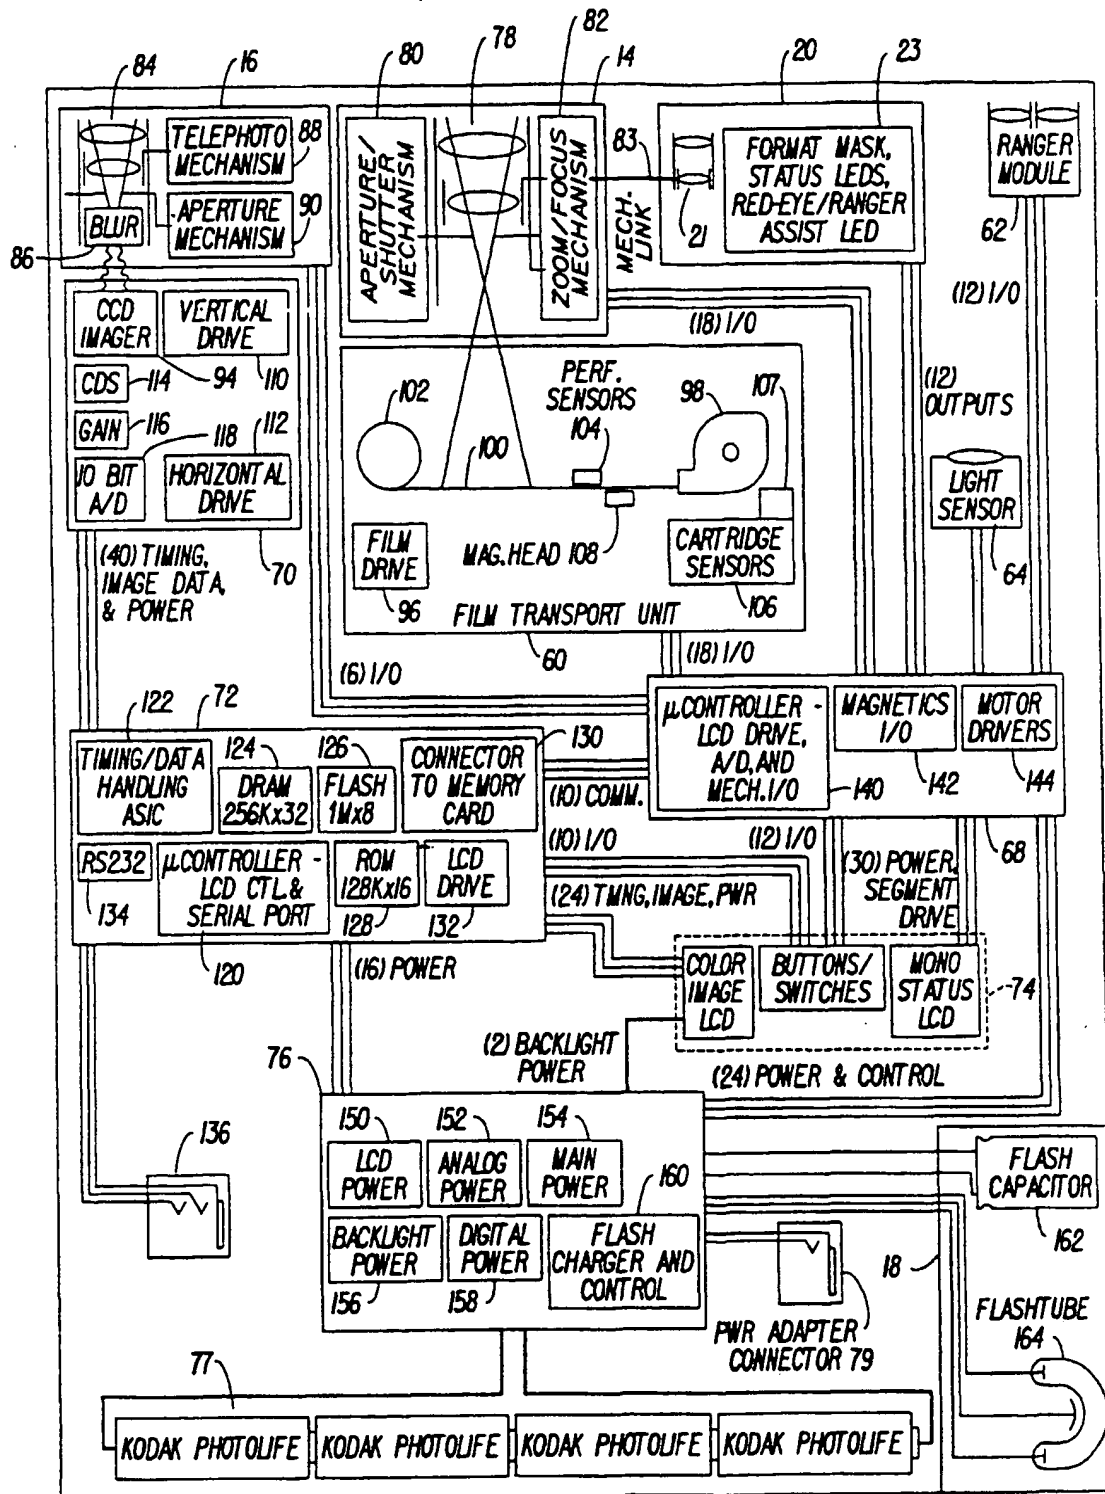 84
16
80
78
82
14
20
23
TELEPHOTO
MECHANISM
88
APERTURE
MECHANISM
90
BLUR
86
APERTURE/
SHUTTER
MECHANISM
ZOOM/FOCUS
MECHANISM
83
MECH.
LINK
21
FORMAT MASK,
STATUS LEDS,
RED-EYE/RANGER
ASSIST LED
RANGER
MODULE
62
CCD
IMAGER
VERTICAL
DRIVE
94
110
CDS
114
GAIN
116
118
112
10 BIT
A/D
HORIZONTAL
DRIVE
70
(18) I/O
(12) I/O
(12)
OUTPUTS
LIGHT
SENSOR
64
102
100
PERF.
SENSORS
104
98
107
MAG.HEAD 108
FILM
DRIVE
96
CARTRIDGE
SENSORS
106
FILM TRANSPORT UNIT
60
(18) I/O
(40) TIMING,
IMAGE DATA,
& POWER
(6) I/O
122
72
TIMING/DATA
HANDLING
ASIC
124
DRAM
256Kx32
126
FLASH
1Mx8
130
CONNECTOR
TO MEMORY
CARD
RS232
134
μCONTROLLER -
LCD CTL.&
SERIAL PORT
120
ROM
128Kx16
128
LCD
DRIVE
132
(10) COMM.
μCONTROLLER -
LCD DRIVE,
A/D, AND
MECH.I/O
140
MAGNETICS
I/O
142
MOTOR
DRIVERS
144
68
(10) I/O
(12) I/O
(24) TMNG, IMAGE, PWR
(30) POWER,
SEGMENT
DRIVE
(16) POWER
COLOR
IMAGE
LCD
BUTTONS/
SWITCHES
MONO
STATUS
LCD
74
(2) BACKLIGHT
POWER
(24) POWER & CONTROL
76
150
LCD
POWER
152
ANALOG
POWER
154
MAIN
POWER
160
BACKLIGHT
POWER
156
DIGITAL
POWER
158
FLASH
CHARGER AND
CONTROL
136
PWR ADAPTER
CONNECTOR 79
18
FLASH
CAPACITOR
162
FLASHTUBE
164
77
KODAK PHOTOLIFE
KODAK PHOTOLIFE
KODAK PHOTOLIFE
KODAK PHOTOLIFE